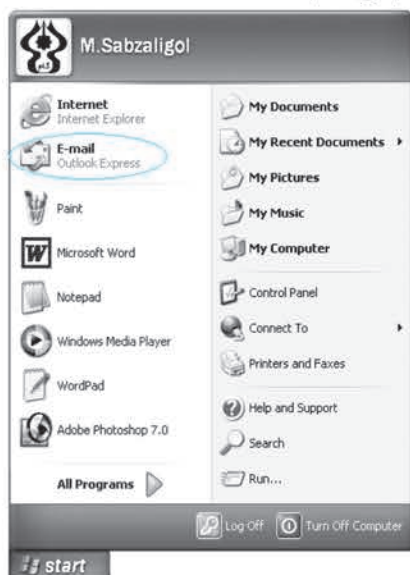 M.Sabzaligol
Internet
Internet Explorer
E-mail
Outlook Express
Paint
Microsoft Word
Notepad
Windows Media Player
WordPad
Adobe Photoshop 7.0
All Programs
My Documents
My Recent Documents
My Pictures
My Music
My Computer
Control Panel
Connect To
Printers and Faxes
Help and Support
Search
Run...
Log Off
Turn Off Computer
start